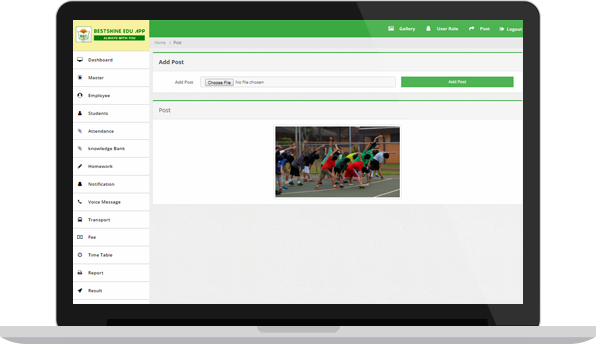 BESTSHINE EDU APP
ALWAYS WITH YOU
Gallery
User Role
Post
Logout
Home
Post
Dashboard
Master
Employee
Students
Attendance
knowledge Bank
Homework
Notification
Voice Message
Transport
Fee
Time Table
Report
Result
Add Post
Add Post
Choose File No file chosen
Add Post
Post